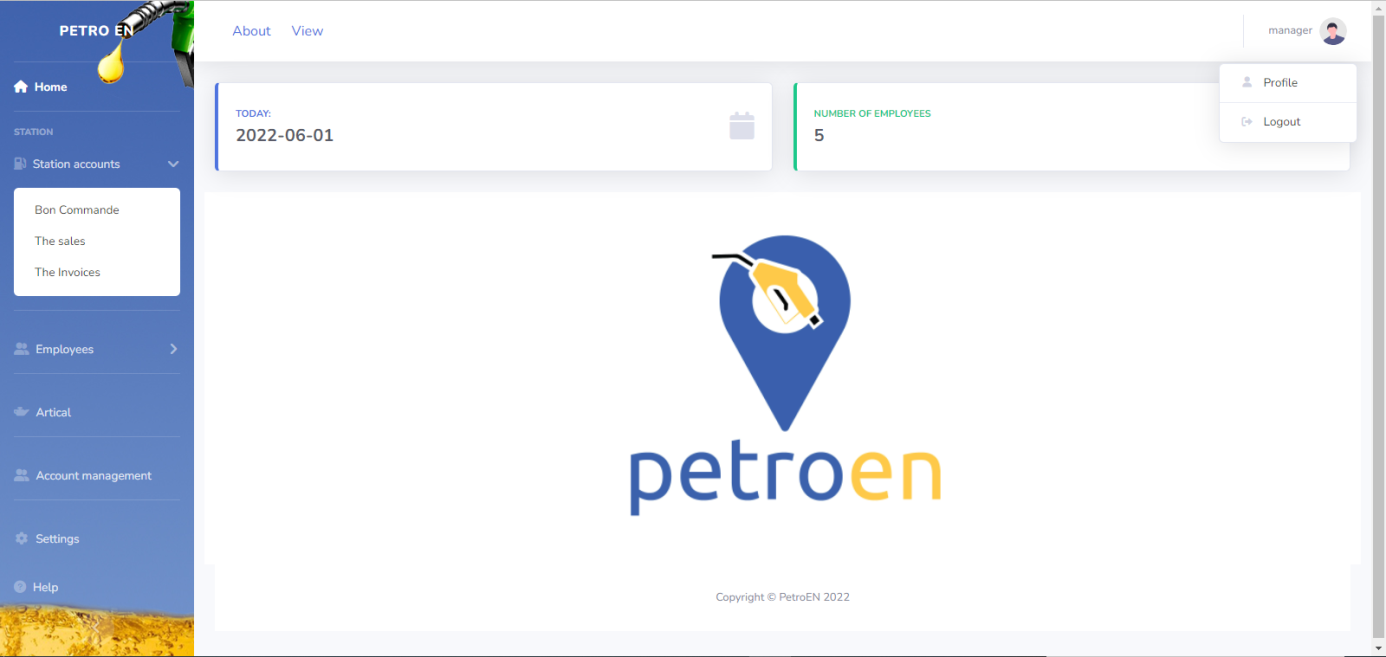 PETRO EN
About
View
manager
Profile
Logout
Home
STATION
Station accounts
Bon Commande
The sales
The Invoices
Employees
Artical
Account management
Settings
Help
TODAY:
2022-06-01
NUMBER OF EMPLOYEES
5
petroen
Copyright © PetroEN 2022